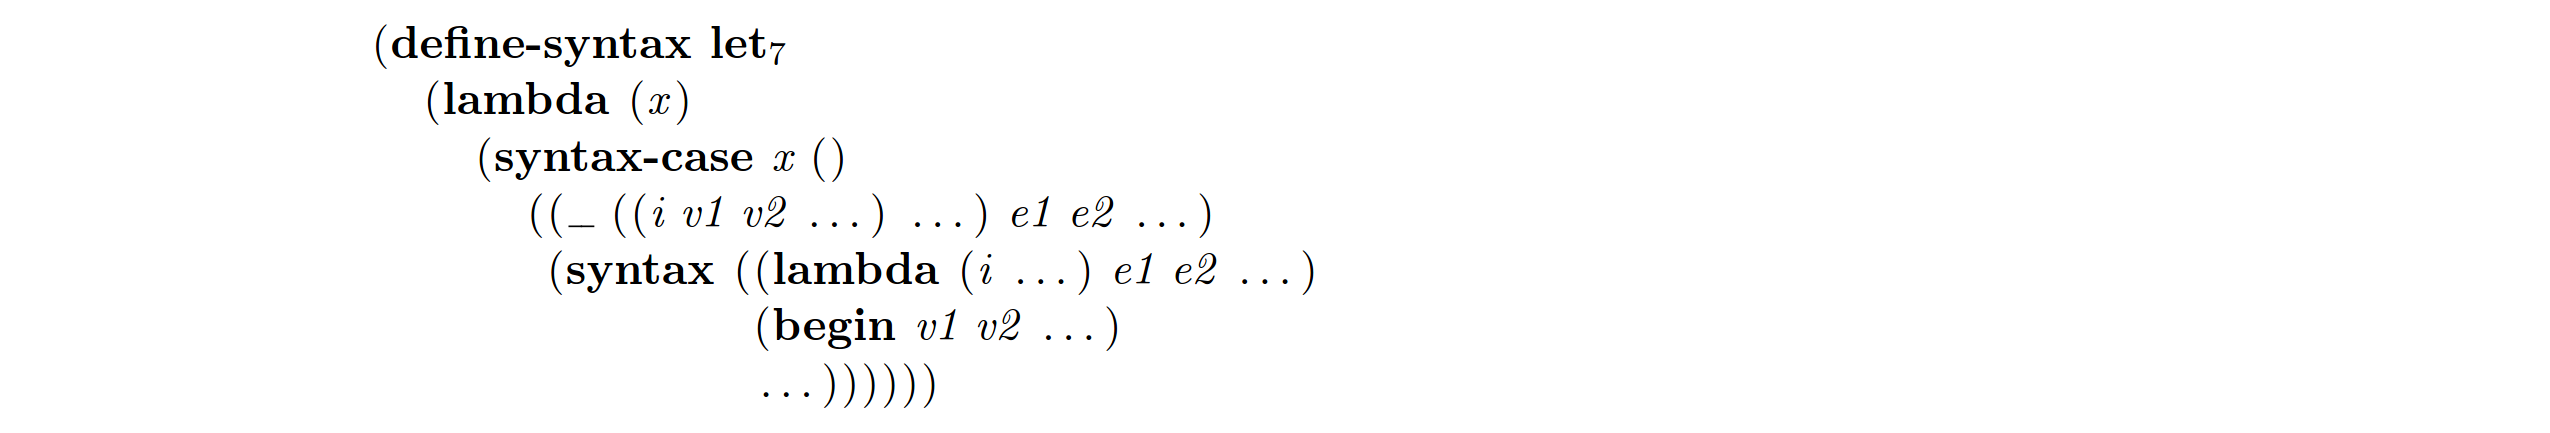 (define-syntax let₇
(lambda (x)
(syntax-case x ()
((_ ((i v1 v2 ...) ...) e1 e2 ...)
(syntax ((lambda (i ...) e1 e2 ...)
(begin v1 v2 ...)
...))))))